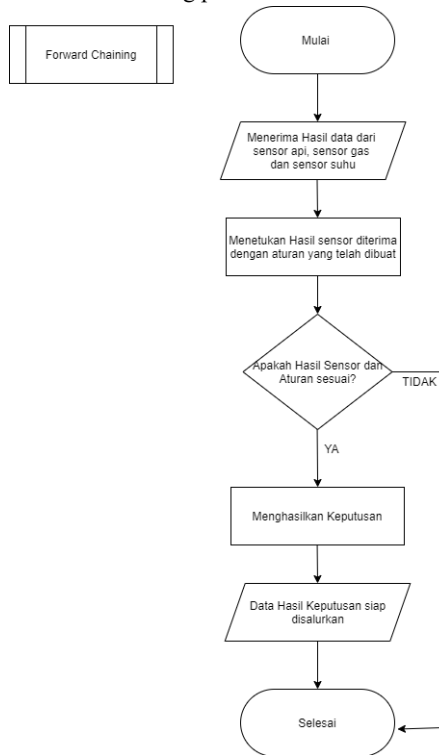 Mulai
Forward Chaining
Menerima Hasil data dari
sensor api, sensor gas
dan sensor suhu
Menetukan Hasil sensor diterima
dengan aturan yang telah dibuat
Apakah Hasil Sensor dan
Aturan sesuai?
TIDAK
YA
Menghasilkan Keputusan
Data Hasil Keputusan siap
disalurkan
Selesai